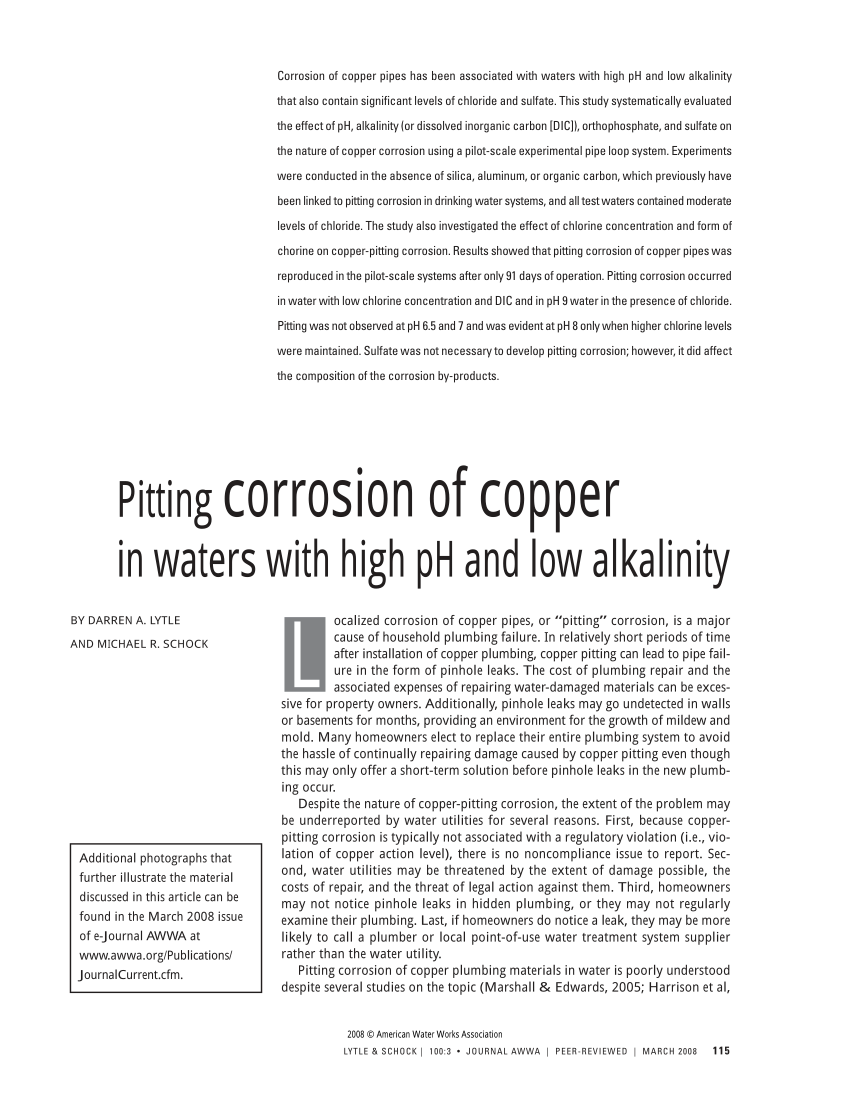 Corrosion of copper pipes has been associated with waters with high pH and low alkalinity
that also contain significant levels of chloride and sulfate. This study systematically evaluated
the effect of pH, alkalinity (or dissolved inorganic carbon [DIC]), orthophosphate, and sulfate on
the nature of copper corrosion using a pilot-scale experimental pipe loop system. Experiments
were conducted in the absence of silica, aluminum, or organic carbon, which previously have
been linked to pitting corrosion in drinking water systems, and all test waters contained moderate
levels of chloride. The study also investigated the effect of chlorine concentration and form of
chorine on copper-pitting corrosion. Results showed that pitting corrosion of copper pipes was
reproduced in the pilot-scale systems after only 91 days of operation. Pitting corrosion occurred
in water with low chlorine concentration and DIC and in pH 9 water in the presence of chloride.
Pitting was not observed at pH 6.5 and 7 and was evident at pH 8 only when higher chlorine levels
were maintained. Sulfate was not necessary to develop pitting corrosion; however, it did affect
the composition of the corrosion by-products.
Pitting corrosion of copper
in waters with high pH and low alkalinity
BY DARREN A. LYTLE
AND MICHAEL R. SCHOCK
Localized corrosion of copper pipes, or “pitting” corrosion, is a major
cause of household plumbing failure. In relatively short periods of time
after installation of copper plumbing, copper pitting can lead to pipe fail-
ure in the form of pinhole leaks. The cost of plumbing repair and the
associated expenses of repairing water-damaged materials can be exces-
sive for property owners. Additionally, pinhole leaks may go undetected in walls
or basements for months, providing an environment for the growth of mildew and
mold. Many homeowners elect to replace their entire plumbing system to avoid
the hassle of continually repairing damage caused by copper pitting even though
this may only offer a short-term solution before pinhole leaks in the new plumb-
ing occur.
Despite the nature of copper-pitting corrosion, the extent of the problem may
be underreported by water utilities for several reasons. First, because copper-
pitting corrosion is typically not associated with a regulatory violation (i.e., vio-
lation of copper action level), there is no noncompliance issue to report. Sec-
ond, water utilities may be threatened by the extent of damage possible, the
costs of repair, and the threat of legal action against them. Third, homeowners
may not notice pinhole leaks in hidden plumbing, or they may not regularly
examine their plumbing. Last, if homeowners do notice a leak, they may be more
likely to call a plumber or local point-of-use water treatment system supplier
rather than the water utility.
Pitting corrosion of copper plumbing materials in water is poorly understood
despite several studies on the topic (Marshall & Edwards, 2005; Harrison et al,
Additional photographs that
further illustrate the material
discussed in this article can be
found in the March 2008 issue
of e-Journal AWWA at
www.awwa.org/Publications/
JournalCurrent.cfm.
2008 © American Water Works Association
LYTLE & SCHOCK | 100:3 • JOURNAL AWWA | PEER-REVIEWED | MARCH 2008 115